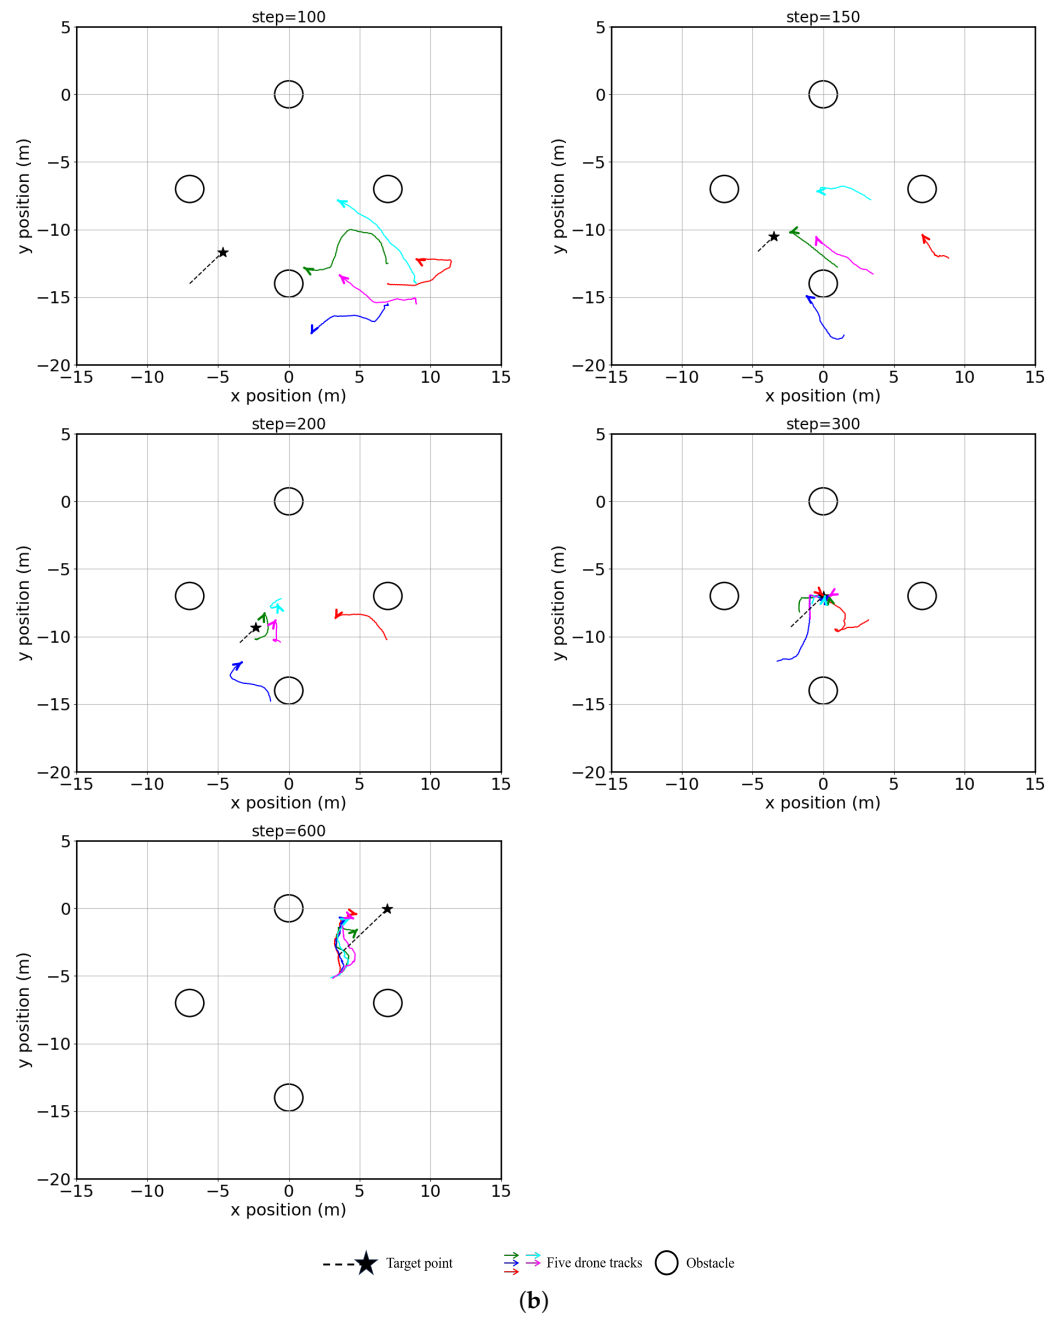 step=100
5
0
−5
−10
−15
−20
−15 −10 −5 0 5 10 15
x position (m)
y position (m)
step=150
5
0
−5
−10
−15
−20
−15 −10 −5 0 5 10 15
x position (m)
y position (m)
step=200
5
0
−5
−10
−15
−20
−15 −10 −5 0 5 10 15
x position (m)
y position (m)
step=300
5
0
−5
−10
−15
−20
−15 −10 −5 0 5 10 15
x position (m)
y position (m)
step=600
5
0
−5
−10
−15
−20
−15 −10 −5 0 5 10 15
x position (m)
y position (m)
Target point Five drone tracks Obstacle
(b)